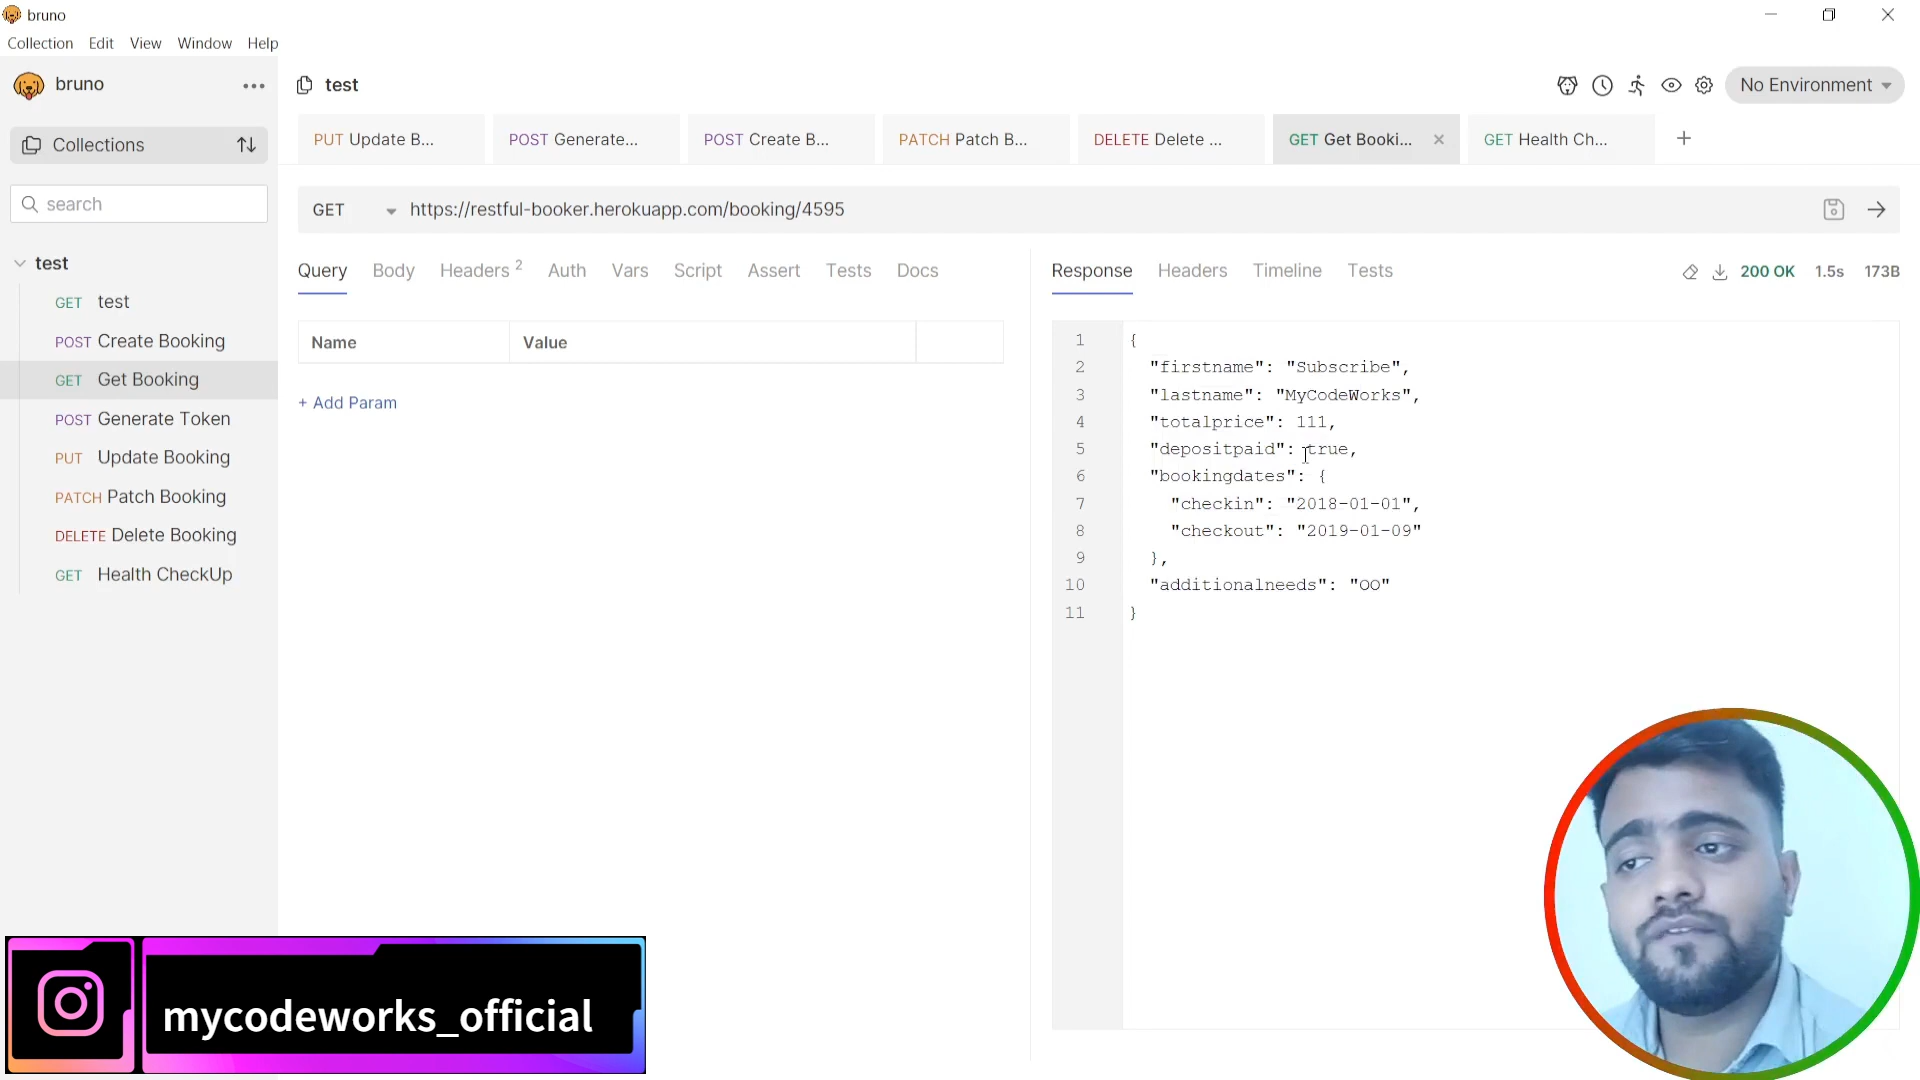 bruno
Collection Edit View Window Help
bruno
test
No Environment
Collections
PUT Update B...
POST Generate...
POST Create B...
PATCH Patch B...
DELETE Delete ...
GET Get Booki...
GET Health Ch...
search
GET https://restful-booker.herokuapp.com/booking/4595
Query Body Headers 2 Auth Vars Script Assert Tests Docs
Response Headers Timeline Tests
200 OK 1.5s 173B
test
GET test
POST Create Booking
GET Get Booking
POST Generate Token
PUT Update Booking
PATCH Patch Booking
DELETE Delete Booking
GET Health CheckUp
Name Value
+ Add Param
1 {
2 "firstname": "Subscribe",
3 "lastname": "MyCodeWorks",
4 "totalprice": 111,
5 "depositpaid": true,
6 "bookingdates": {
7 "checkin": "2018-01-01",
8 "checkout": "2019-01-09"
9 },
10 "additionalneeds": "OO"
11 }
mycodeworks_official